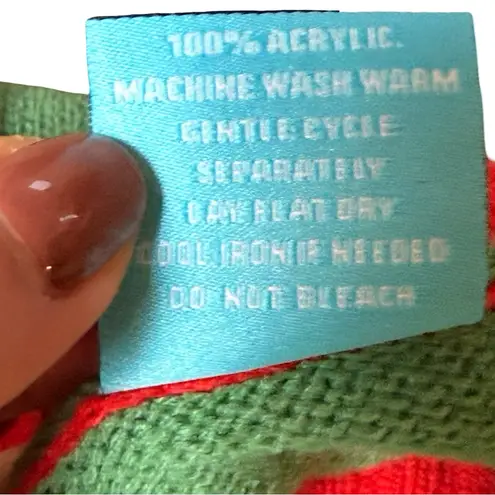 100% ACRYLIC.
MACHINE WASH WARM
GENTLE CYCLE
SEPARATELY
LAY FLAT DRY
COOL IRON IF NEEDED
DO NOT BLEACH